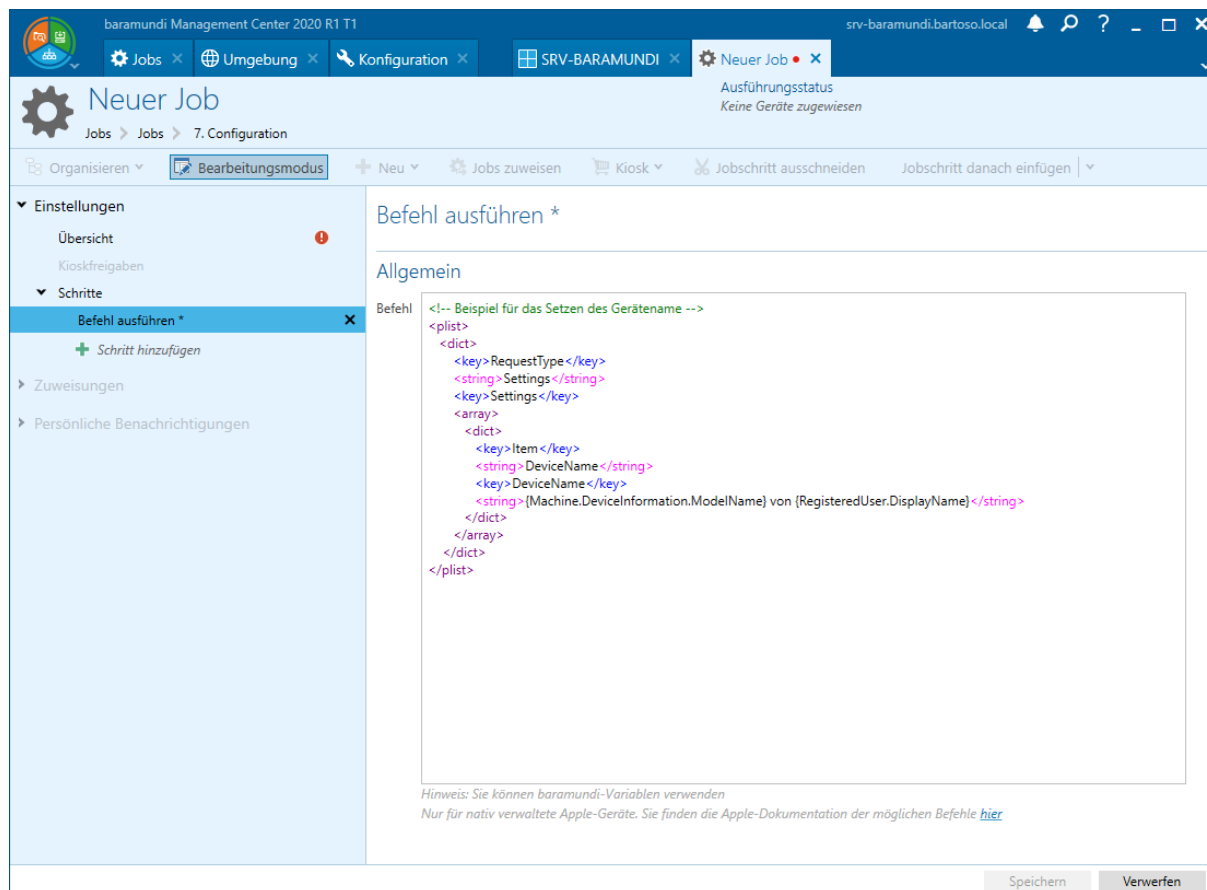 baramundi Management Center 2020 R1 T1
srv-baramundi.bartoso.local
Jobs
Umgebung
Konfiguration
SRV-BARAMUNDI
Neuer Job
Ausführungsstatus
Keine Geräte zugewiesen
Neuer Job
Jobs > Jobs > 7. Configuration
Organisieren
Bearbeitungsmodus
Neu
Jobs zuweisen
Kiosk
Jobschritt ausschneiden
Jobschritt danach einfügen
Einstellungen
Übersicht
Kioskfreigaben
Schritte
Befehl ausführen *
Schritt hinzufügen
Zuweisungen
Persönliche Benachrichtigungen
Befehl ausführen *
Allgemein
Befehl
<!-- Beispiel für das Setzen des Gerätename -->
<plist>
<dict>
<key>RequestType</key>
<string>Settings</string>
<key>Settings</key>
<array>
<dict>
<key>Item</key>
<string>DeviceName</string>
<key>DeviceName</key>
<string>{Machine.DeviceInformation.ModelName} von {RegisteredUser.DisplayName}</string>
</dict>
</array>
</dict>
</plist>
Hinweis: Sie können baramundi-Variablen verwenden
Nur für nativ verwaltete Apple-Geräte. Sie finden die Apple-Dokumentation der möglichen Befehle hier
Speichern
Verwerfen